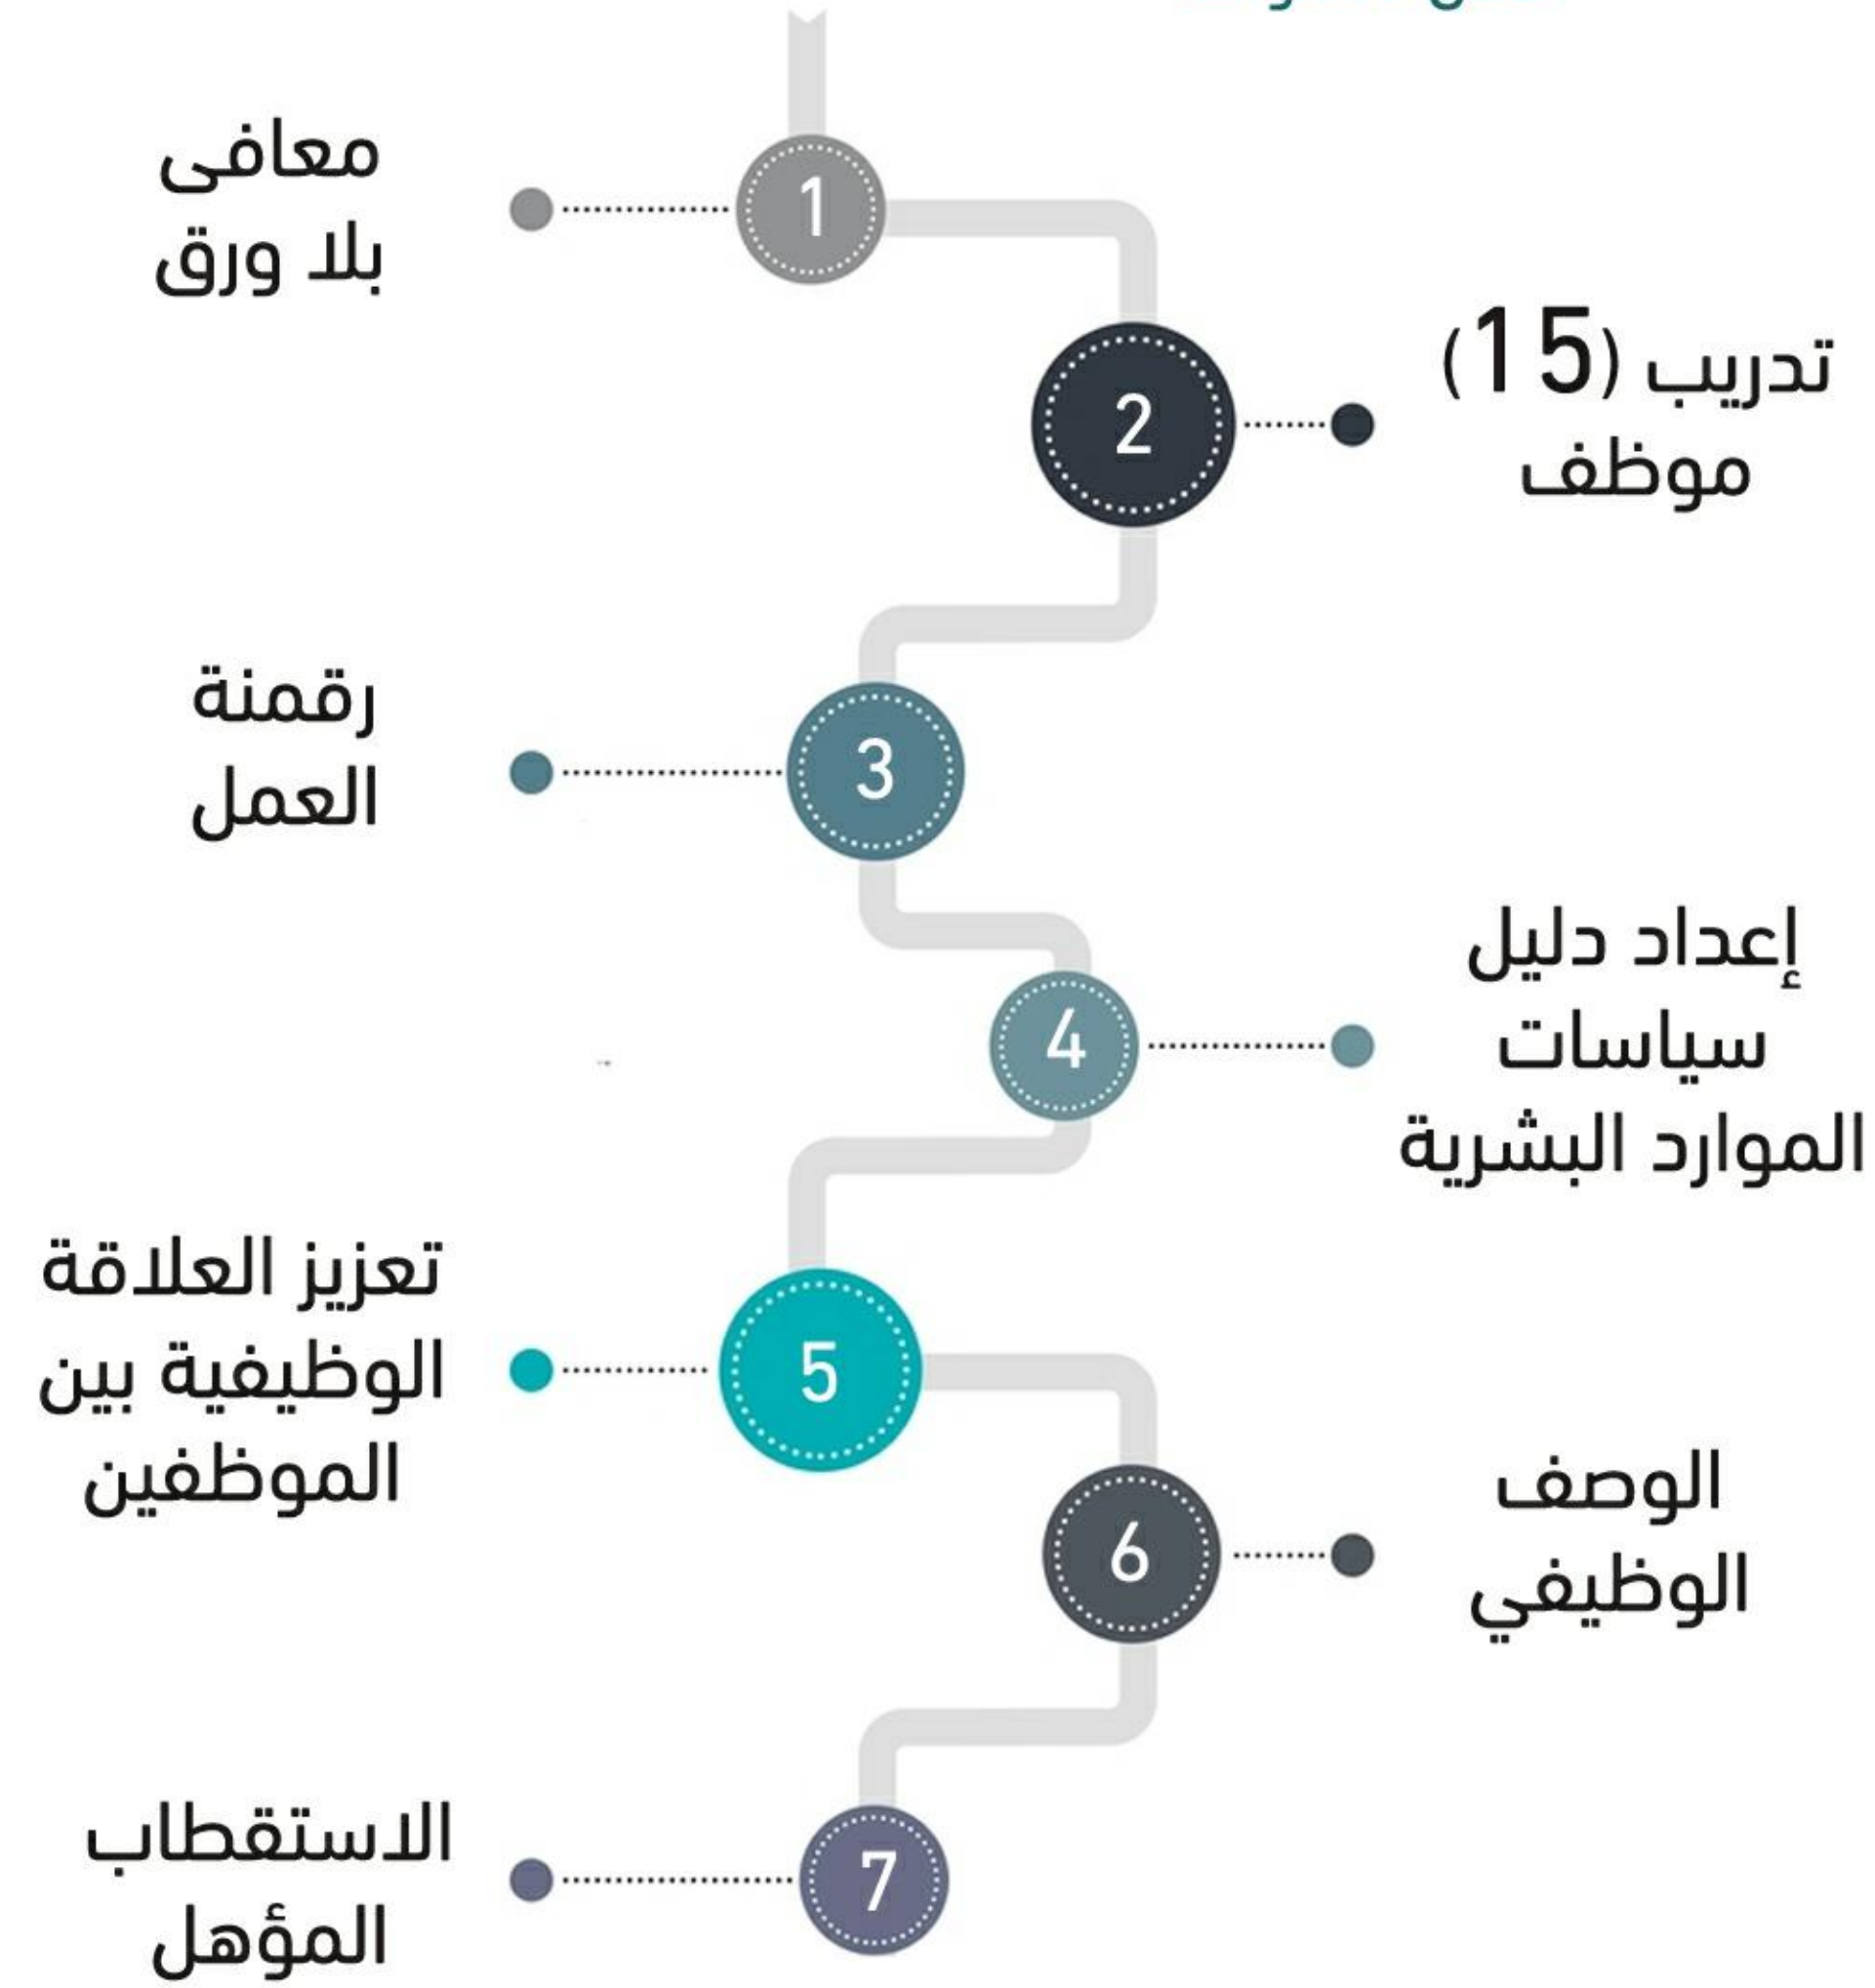 1
معافى
بلا ورق
2
تدريب (15)
موظف
3
رقمنة
العمل
4
إعداد دليل
سياسات
الموارد البشرية
5
تعزيز العلاقة
الوظيفية بين
الموظفين
6
الوصف
الوظيفي
7
الاستقطاب
المؤهل